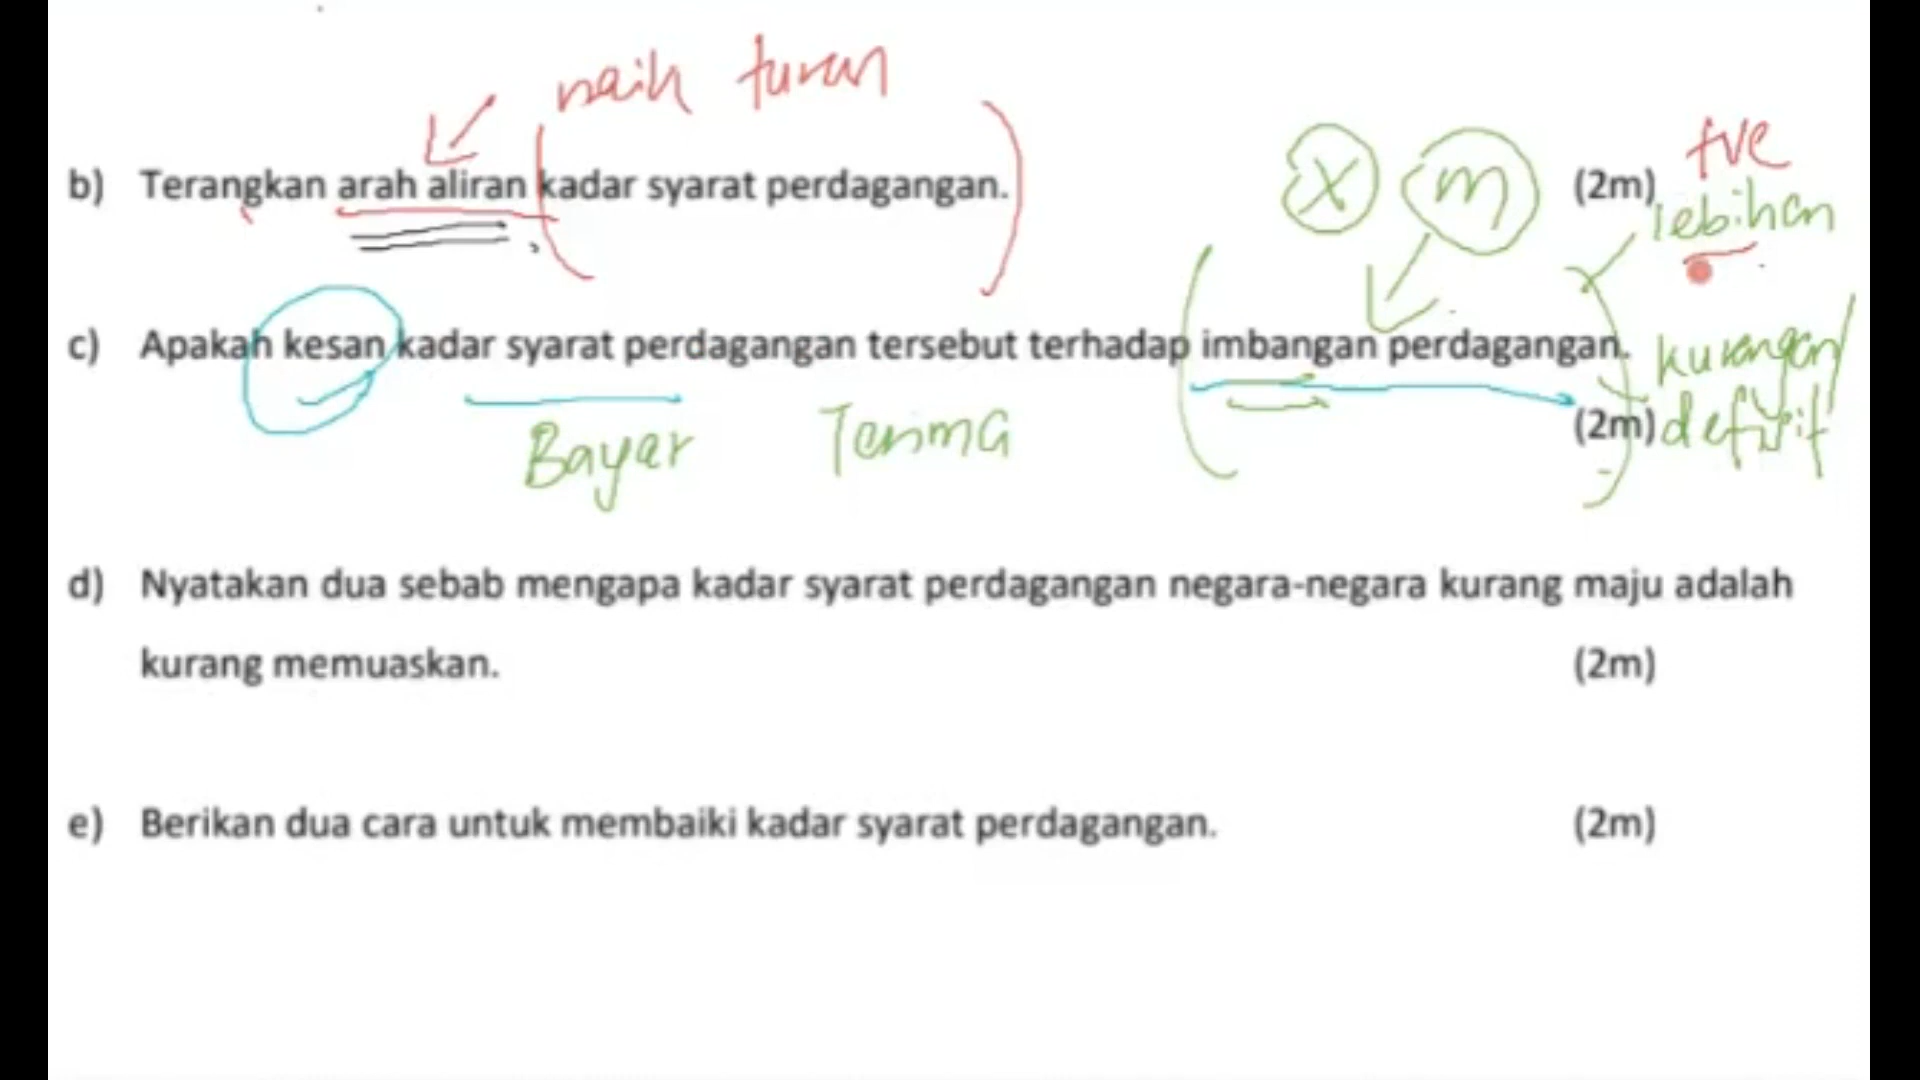 naik turun
b) Terangkan arah aliran kadar syarat perdagangan. (2m)
X m
tve
lebihan
c) Apakah kesan kadar syarat perdagangan tersebut terhadap imbangan perdagangan.
(2m)
kurangan/
defisit
Bayar Terima
d) Nyatakan dua sebab mengapa kadar syarat perdagangan negara-negara kurang maju adalah
kurang memuaskan. (2m)
e) Berikan dua cara untuk membaiki kadar syarat perdagangan. (2m)